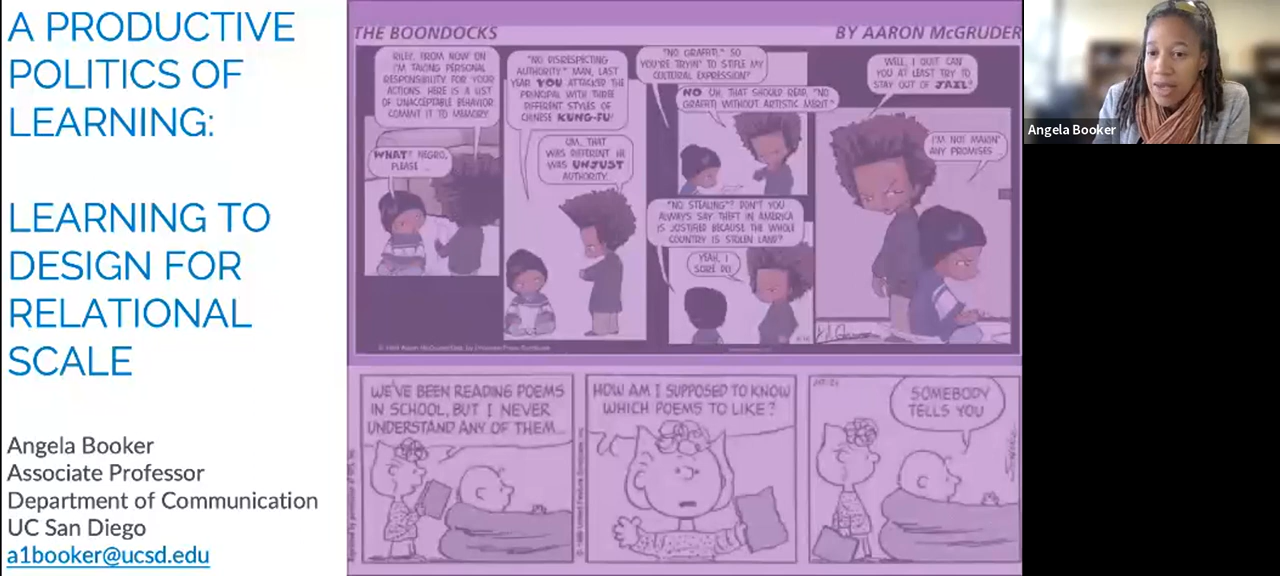 A PRODUCTIVE
POLITICS OF
LEARNING:
LEARNING TO
DESIGN FOR
RELATIONAL
SCALE
Angela Booker
Associate Professor
Department of Communication
UC San Diego
a1booker@ucsd.edu
THE BOONDOCKS
BY AARON McGRUDER
RILEY, FROM NOW ON
I'M TAKING PERSONAL
RESPONSIBILITY FOR YOUR
ACTIONS. HERE IS A LIST
OF UNACCEPTABLE BEHAVIOR.
COMMIT IT TO MEMORY.
WHAT? NEGRO,
PLEASE...
"NO DISRESPECTING
AUTHORITY." MAN, LAST
YEAR YOU ATTACKED THE
PRINCIPAL WITH THREE
DIFFERENT STYLES OF
CHINESE KUNG-FU!
UM, THAT
WAS DIFFERENT. HE
WAS UNJUST
AUTHORITY.
"NO GRAFITI." SO
YOU'RE TRYIN' TO STIFLE MY
CULTURAL EXPRESSION?
NO. UH, THAT SHOULD READ, "NO
GRAFITI WITHOUT ARTISTIC MERIT."
"NO STEALING"? DON'T YOU
ALWAYS SAY THEFT IN AMERICA
IS JUSTIFIED BECAUSE THE WHOLE
COUNTRY IS STOLEN LAND?
YEAH, I
SORE DO.
WELL, I QUIT. CAN
YOU AT LEAST TRY TO
STAY OUT OF JAIL?
I'M NOT MAKIN'
ANY PROMISES...
WE'VE BEEN READING POEMS
IN SCHOOL, BUT I NEVER
UNDERSTAND ANY OF THEM...
HOW AM I SUPPOSED TO KNOW
WHICH POEMS TO LIKE?
SOMEBODY
TELLS YOU
Angela Booker